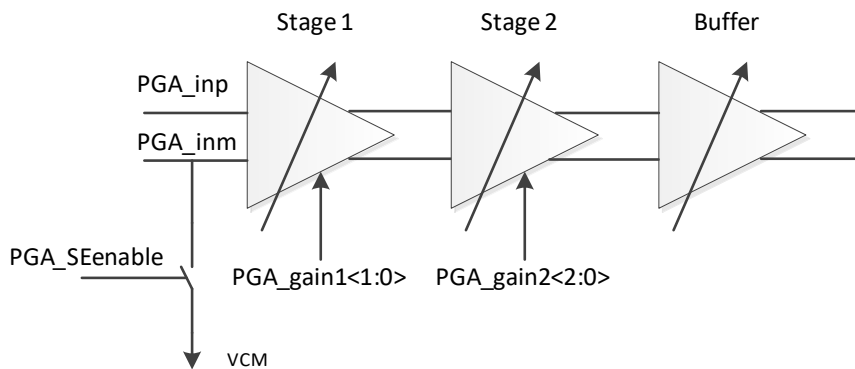 Stage 1 Stage 2 Buffer
PGA_inp
PGA_inm
PGA_SEenable
PGA_gain1<1:0> PGA_gain2<2:0>
VCM